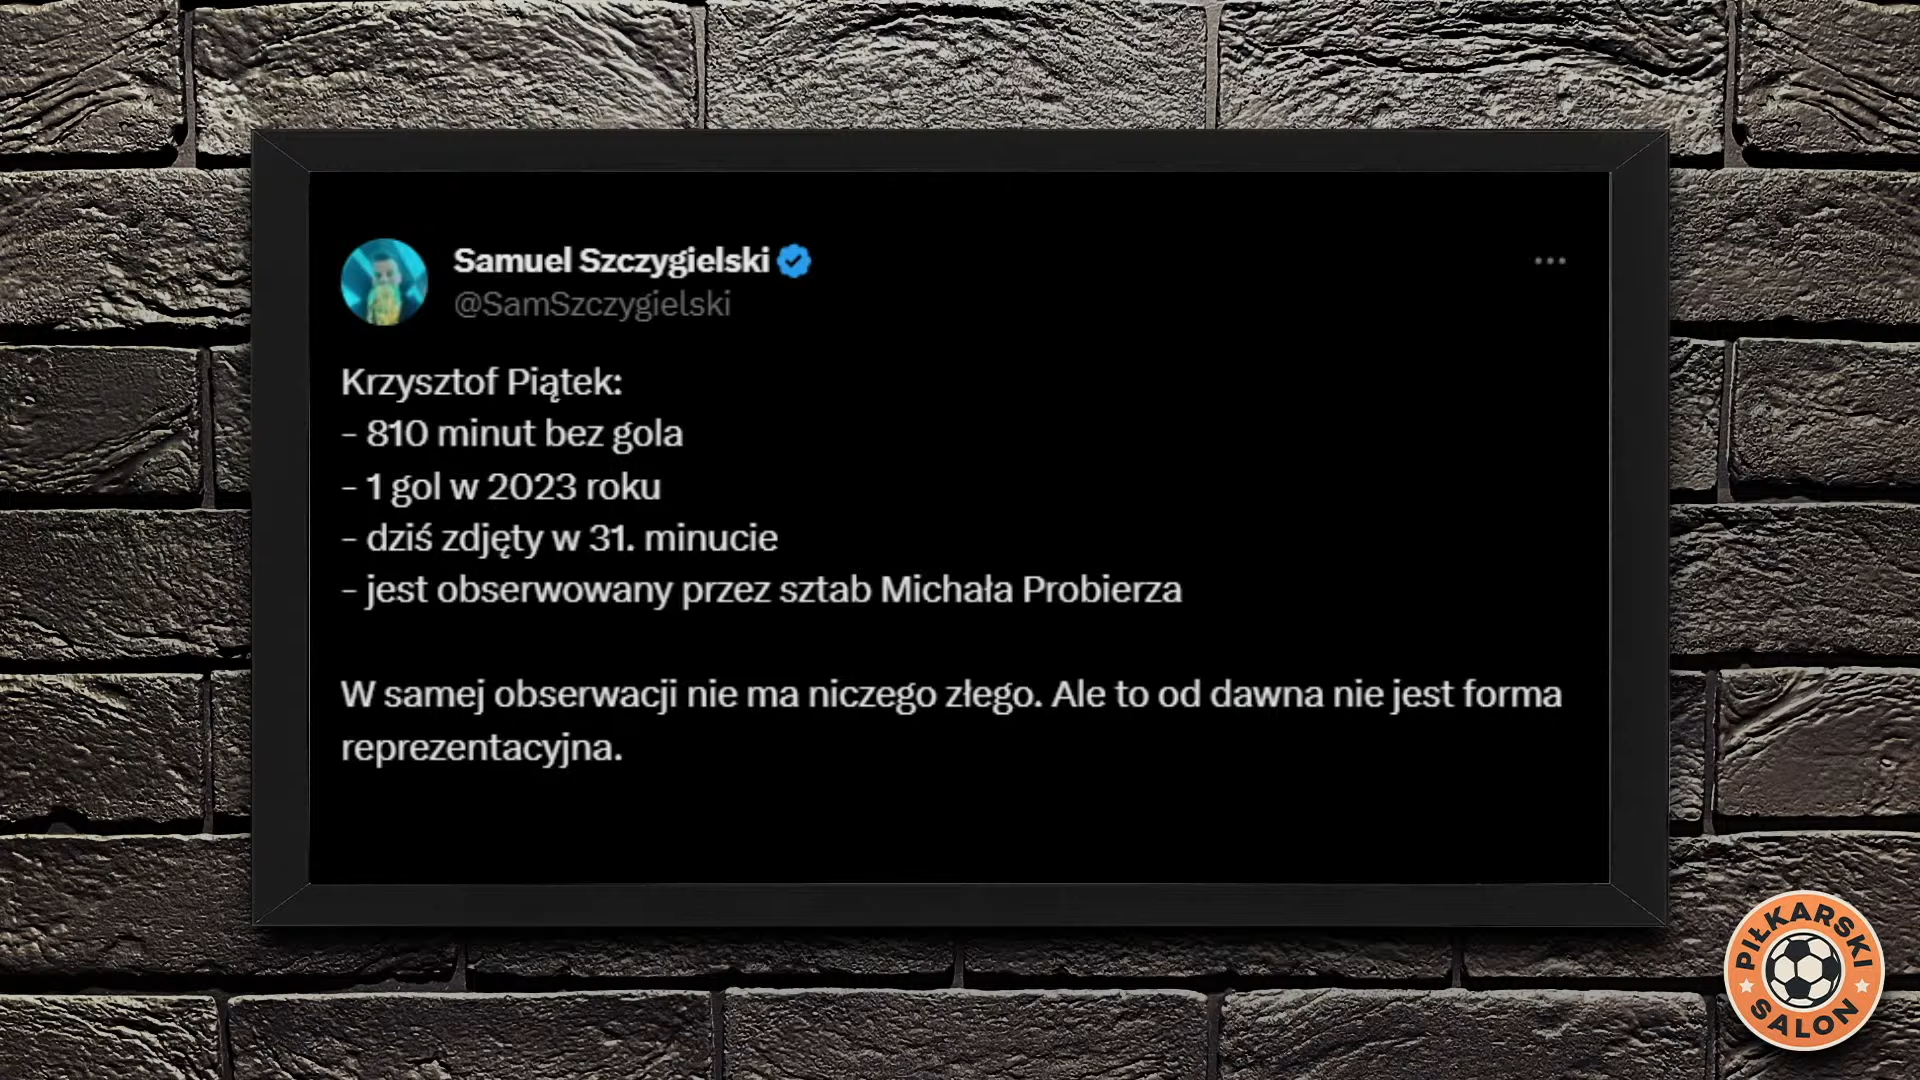 Samuel Szczygielski
@SamSzczygielski
Krzysztof Piątek:
- 810 minut bez gola
- 1 gol w 2023 roku
- dziś zdjęty w 31. minucie
- jest obserwowany przez sztab Michała Probierza
W samej obserwacji nie ma niczego złego. Ale to od dawna nie jest forma
reprezentacyjna.
PIŁKARSKI
SALON